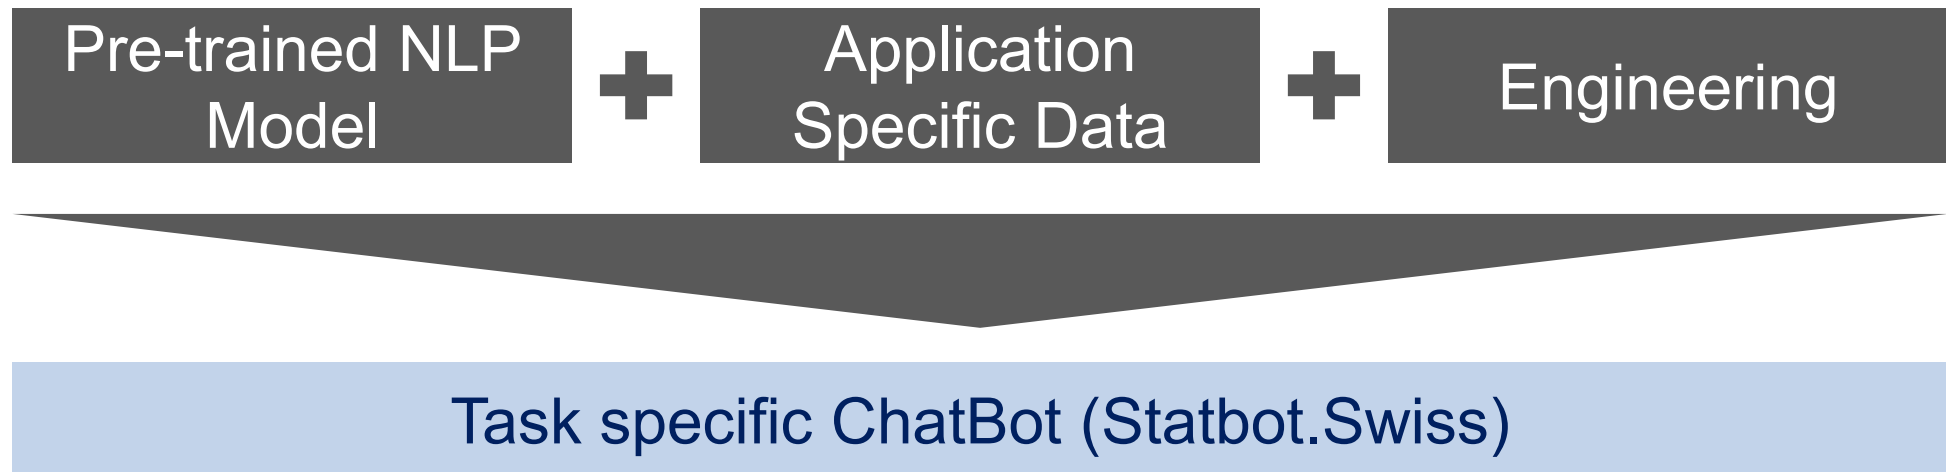 Pre-trained NLP
Model
Application
Specific Data
Engineering
Task specific ChatBot (Statbot.Swiss)